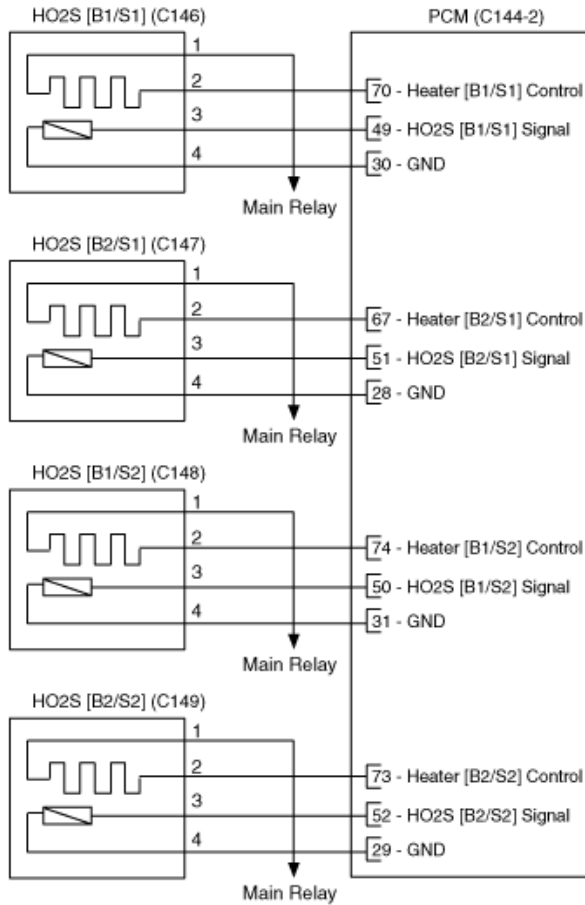 HO2S [B1/S1] (C146)
PCM (C144-2)
1
2
70 - Heater [B1/S1] Control
3
49 - HO2S [B1/S1] Signal
4
30 - GND
Main Relay
HO2S [B2/S1] (C147)
1
2
67 - Heater [B2/S1] Control
3
51 - HO2S [B2/S1] Signal
4
28 - GND
Main Relay
HO2S [B1/S2] (C148)
1
2
74 - Heater [B1/S2] Control
3
50 - HO2S [B1/S2] Signal
4
31 - GND
Main Relay
HO2S [B2/S2] (C149)
1
2
73 - Heater [B2/S2] Control
3
52 - HO2S [B2/S2] Signal
4
29 - GND
Main Relay